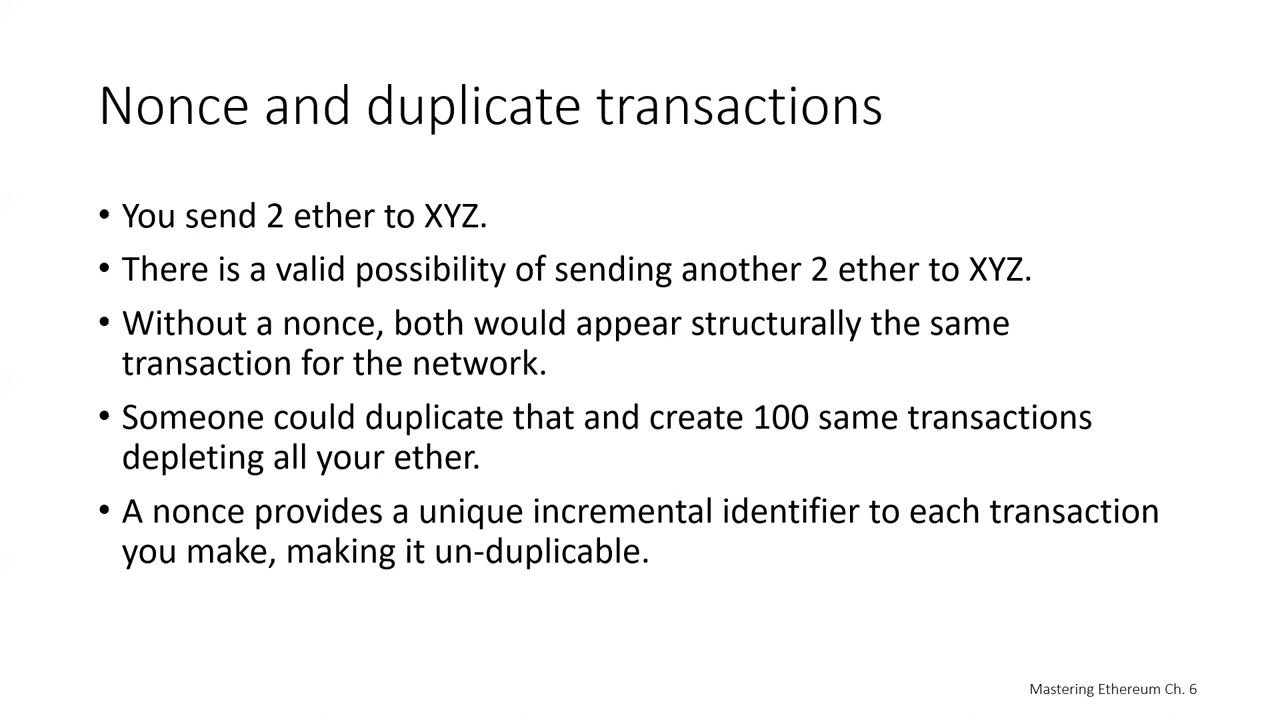 Nonce and duplicate transactions
• You send 2 ether to XYZ.
• There is a valid possibility of sending another 2 ether to XYZ.
• Without a nonce, both would appear structurally the same
transaction for the network.
• Someone could duplicate that and create 100 same transactions
depleting all your ether.
• A nonce provides a unique incremental identifier to each transaction
you make, making it un-duplicable.
Mastering Ethereum Ch. 6